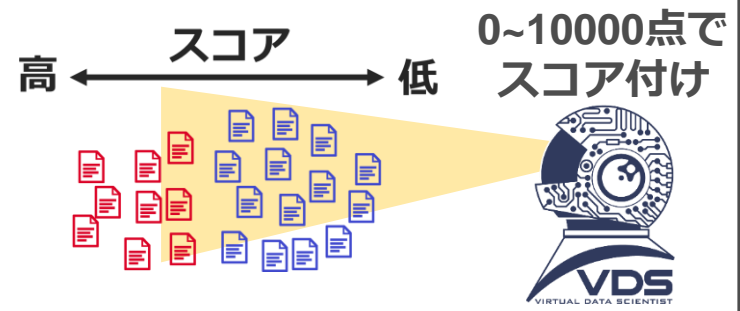 スコア
高
低
0~10000点で
スコア付け
VDS
VIRTUAL DATA SCIENTIST